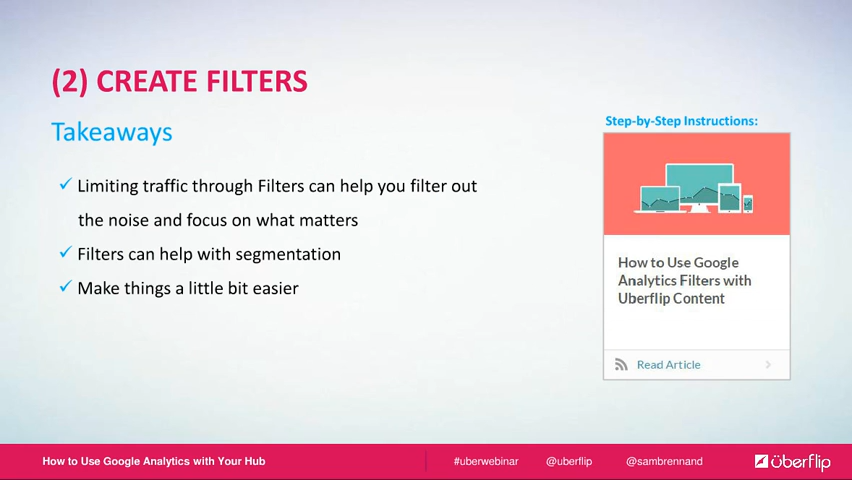 (2) CREATE FILTERS
Takeaways
Limiting traffic through Filters can help you filter out
the noise and focus on what matters
Filters can help with segmentation
Make things a little bit easier
Step-by-Step Instructions:
How to Use Google
Analytics Filters with
Uberflip Content
Read Article
How to Use Google Analytics with Your Hub
#uberwebinar
@uberflip
@sambrennand
überflip